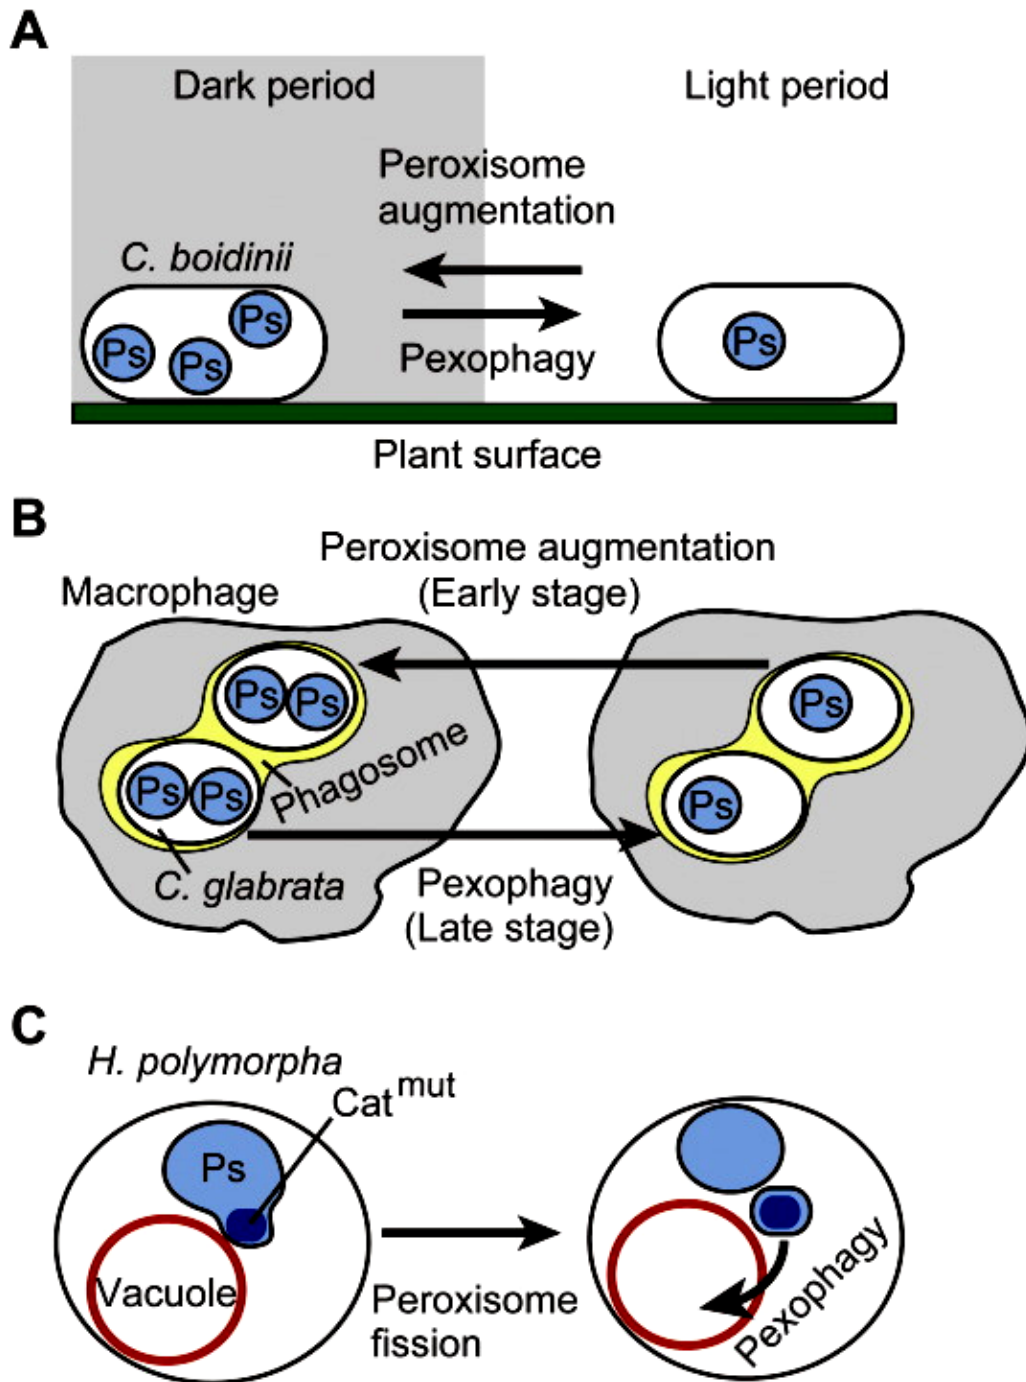 A
Dark period
Light period
Peroxisome
augmentation
C. boidinii
Ps
Ps
Ps
Ps
Pexophagy
Plant surface
B
Peroxisome augmentation
(Early stage)
Macrophage
Ps
Ps
Ps
Ps
Ps
Ps
Phagosome
C. glabrata
Pexophagy
(Late stage)
C
H. polymorpha
Cat mut
Ps
Vacuole
Peroxisome
fission
Pexophagy